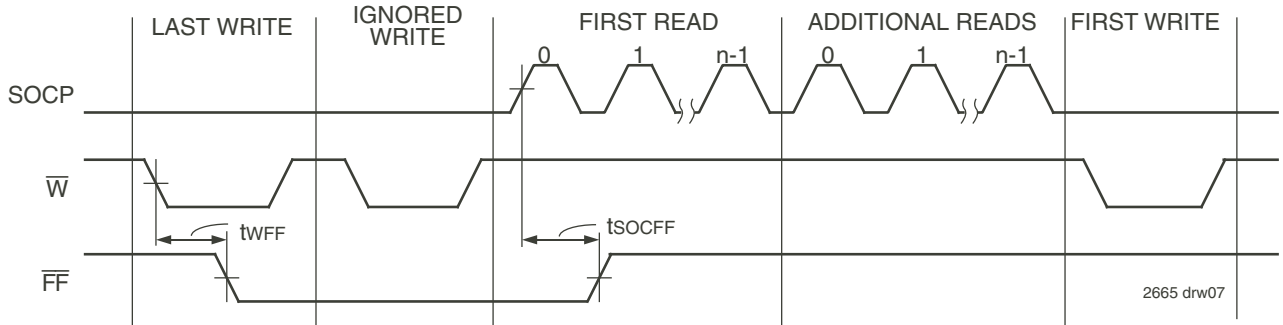 LAST WRITE
IGNORED
WRITE
FIRST READ
ADDITIONAL READS
FIRST WRITE
0 1 n-1 0 1 n-1
SOCP
W̅
tWFF
tSOCFF
F̅F̅
2665 drw07